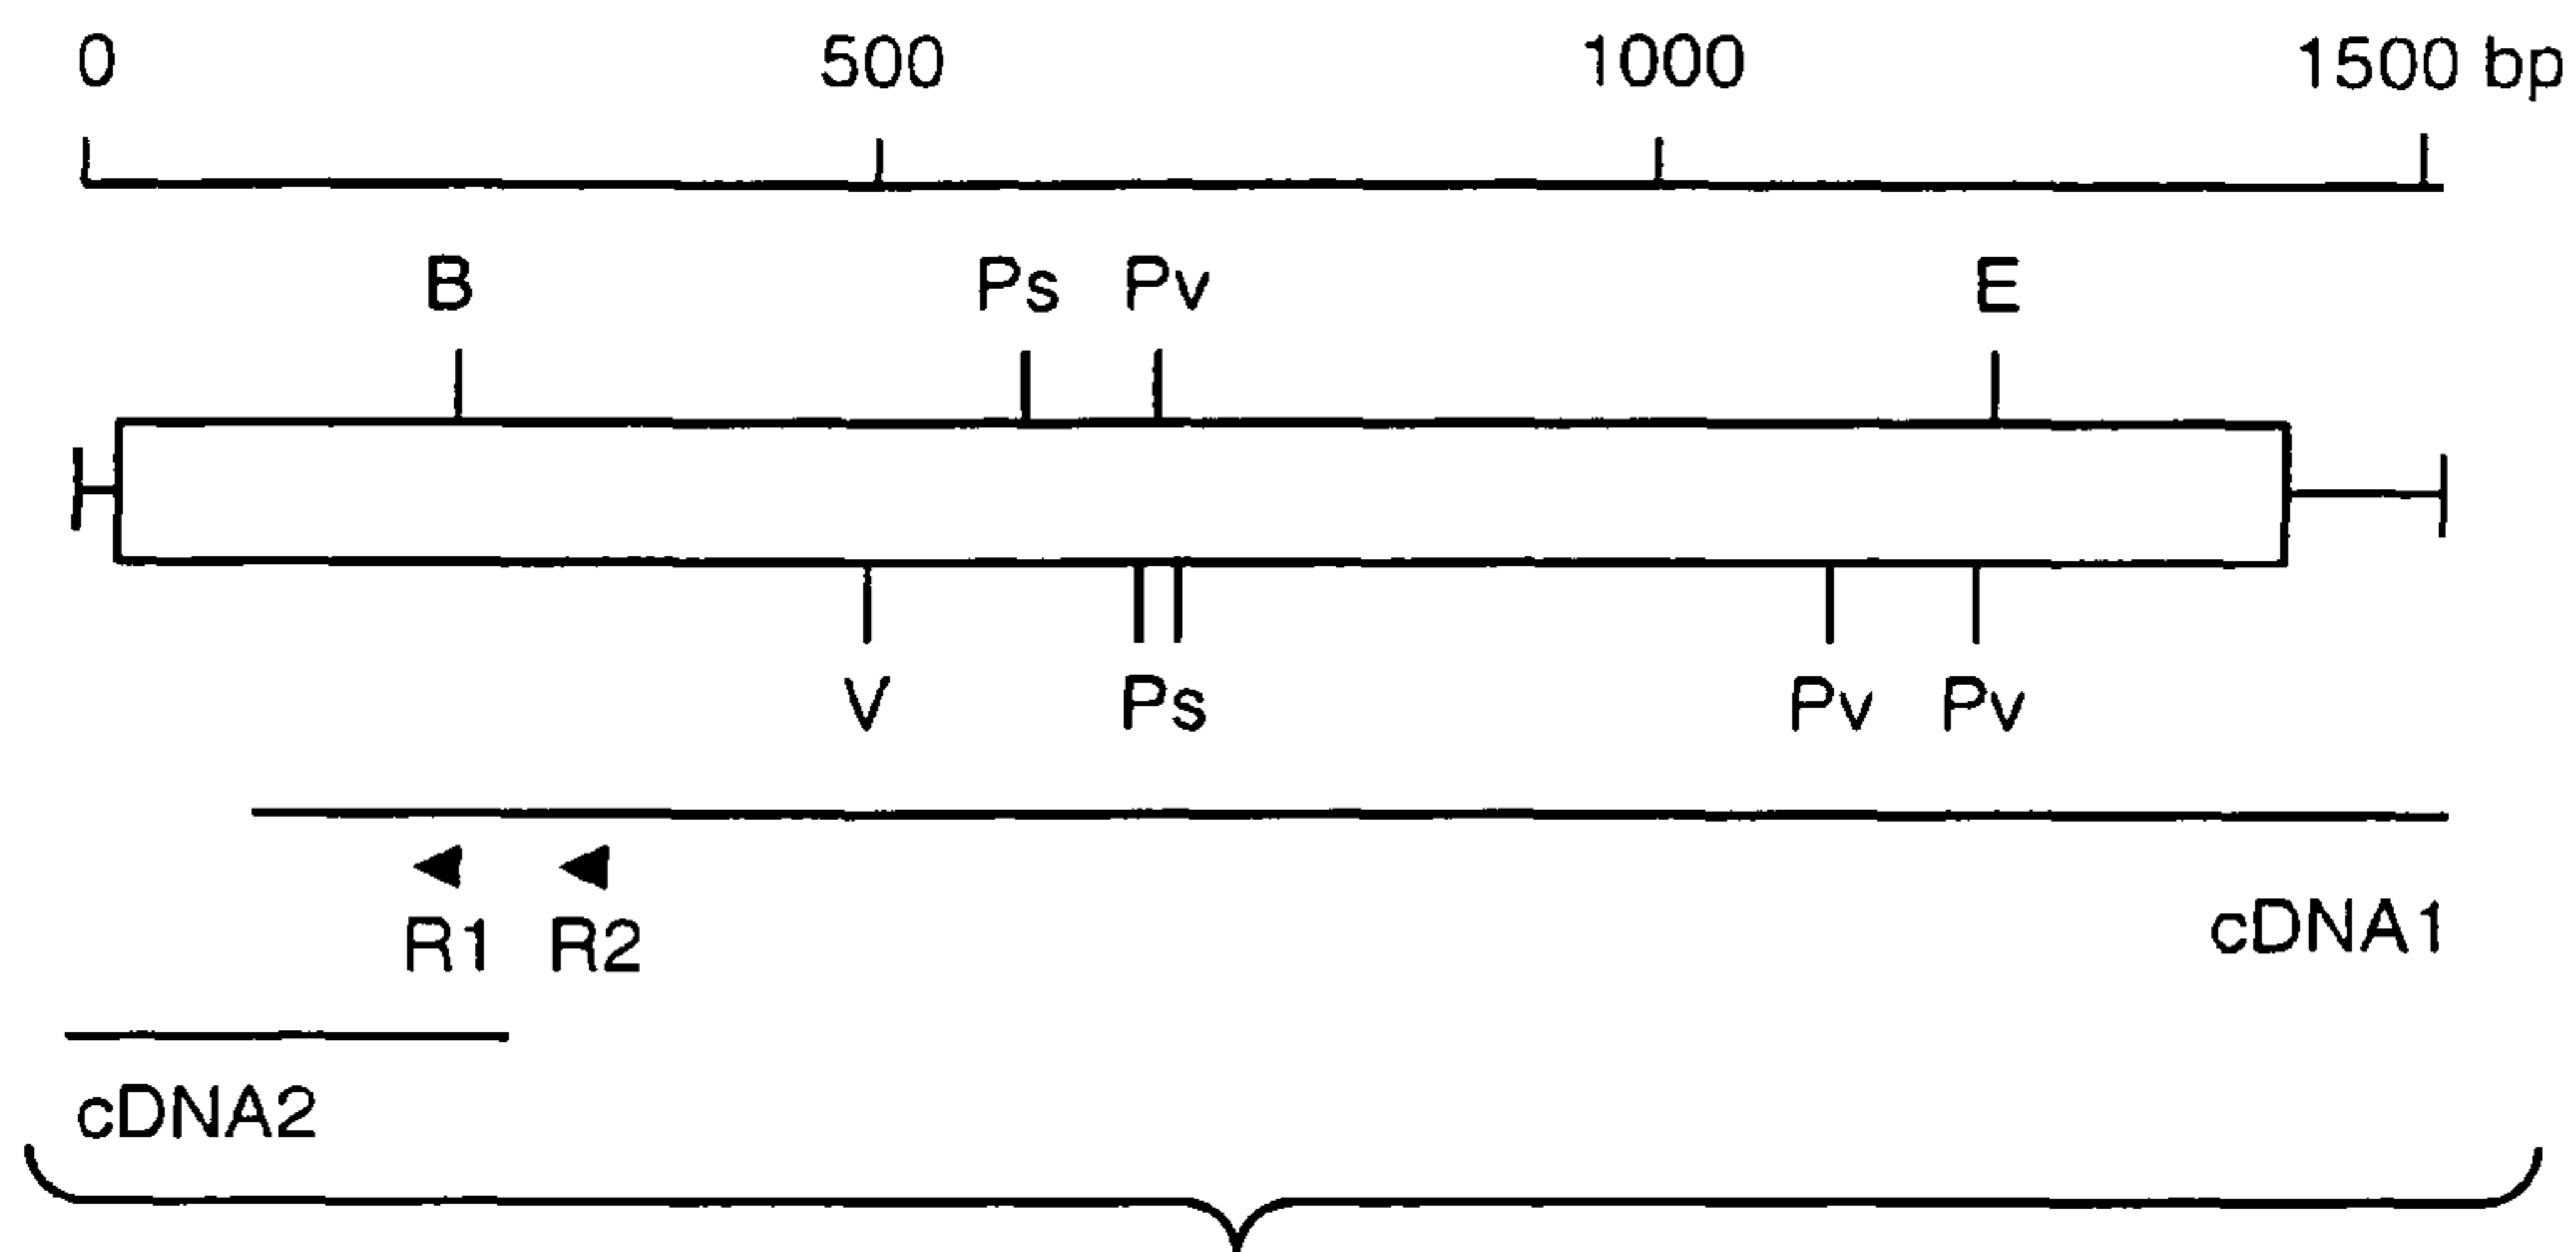 0 500 1000 1500 bp
B Ps Pv E
V Ps Pv Pv
cDNA1
R1 R2
cDNA2